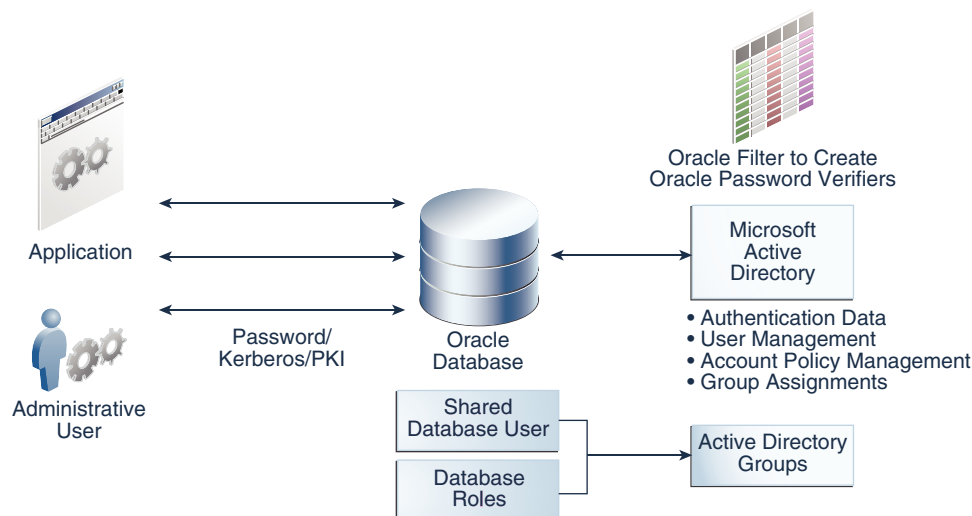 Oracle Filter to Create
Oracle Password Verifiers
Application
Microsoft
Active
Directory
• Authentication Data
• User Management
• Account Policy Management
• Group Assignments
Password/
Kerberos/PKI
Oracle
Database
Administrative
User
Shared
Database User
Database
Roles
Active Directory
Groups